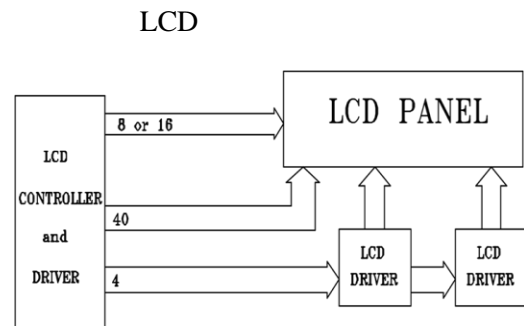 LCD
LCD PANEL
8 or 16
LCD
CONTROLLER
and
DRIVER
40
4
LCD
DRIVER
LCD
DRIVER